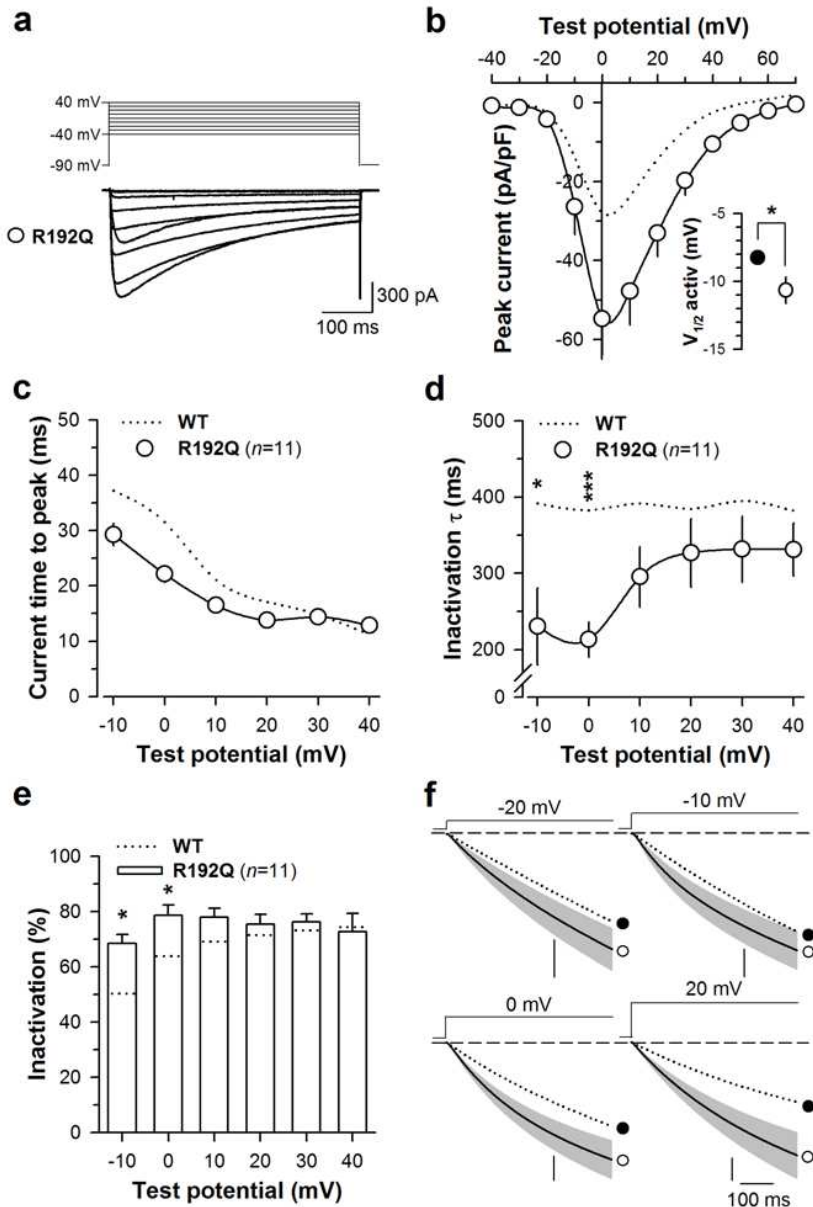 a
40 mV
-40 mV
-90 mV
R192Q
300 pA
100 ms
b
Test potential (mV)
-40 -20 0 20 40 60
Peak current (pA/pF)
0
-20
-40
-60
V1/2 activ (mV)
-5
-10
-15
*
c
WT
R192Q (n=11)
Current time to peak (ms)
50
40
30
20
10
0
-10 0 10 20 30 40
Test potential (mV)
d
WT
R192Q (n=11)
Inactivation τ (ms)
500
400
300
200
0
*
***
-10 0 10 20 30 40
Test potential (mV)
e
WT
R192Q (n=11)
Inactivation (%)
100
80
60
40
20
0
*
*
-10 0 10 20 30 40
Test potential (mV)
f
-20 mV
-10 mV
0 mV
20 mV
100 ms